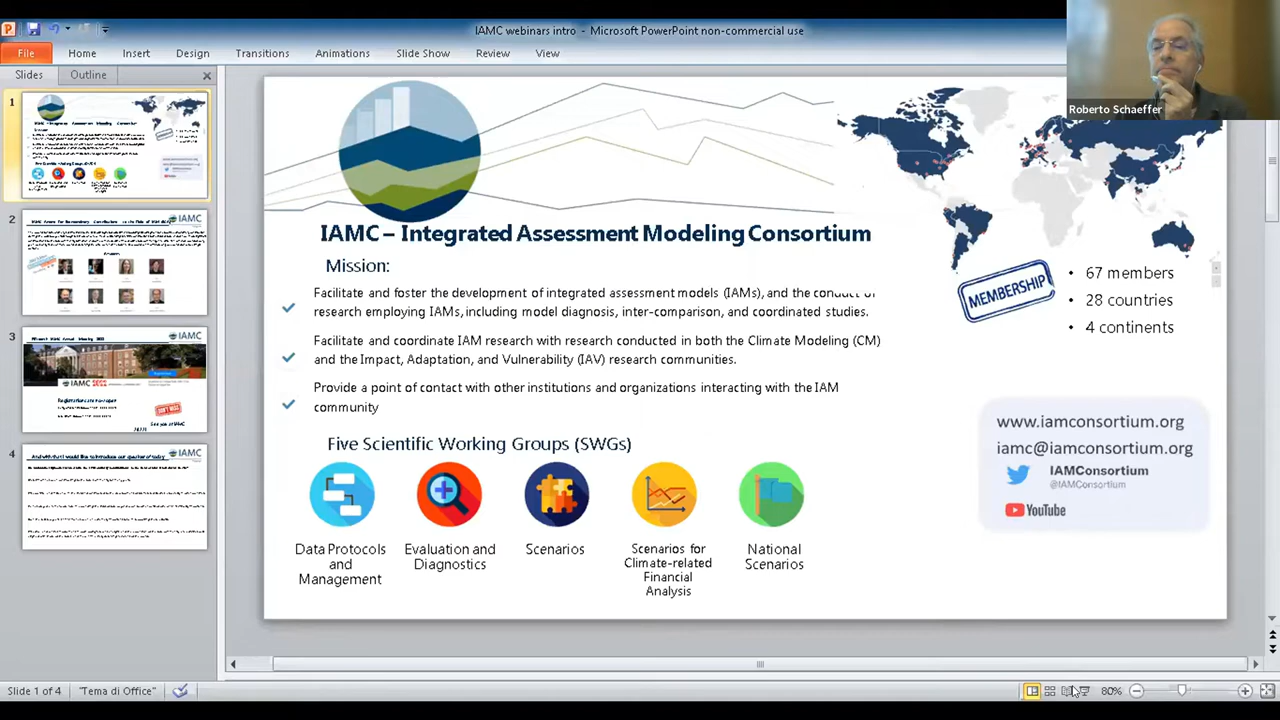 IAMC webinars intro - Microsoft PowerPoint non-commercial use
File Home Insert Design Transitions Animations Slide Show Review View
Slides Outline
Roberto Schaeffer
1
2
3
4
IAMC – Integrated Assessment Modeling Consortium
Mission:
Facilitate and foster the development of integrated assessment models (IAMs), and the conduct of
research employing IAMs, including model diagnosis, inter-comparison, and coordinated studies.
Facilitate and coordinate IAM research with research conducted in both the Climate Modeling (CM)
and the Impact, Adaptation, and Vulnerability (IAV) research communities.
Provide a point of contact with other institutions and organizations interacting with the IAM
community
Five Scientific Working Groups (SWGs)
Data Protocols
and
Management
Evaluation and
Diagnostics
Scenarios
Scenarios for
Climate-related
Financial
Analysis
National
Scenarios
MEMBERSHIP
• 67 members
• 28 countries
• 4 continents
www.iamconsortium.org
iamc@iamconsortium.org
IAMConsortium
@IAMConsortium
YouTube
Slide 1 of 4 "Tema di Office" 80%